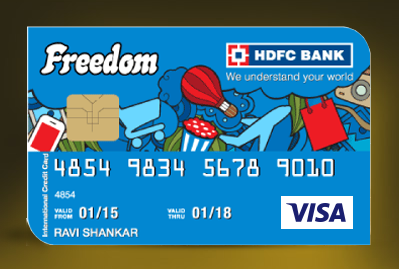 Freedom
HDFC BANK
We understand your world
International Credit Card
4854 9834 5678 9010
4854
VALID FROM 01/15 VALID THRU 01/18
RAVI SHANKAR
VISA